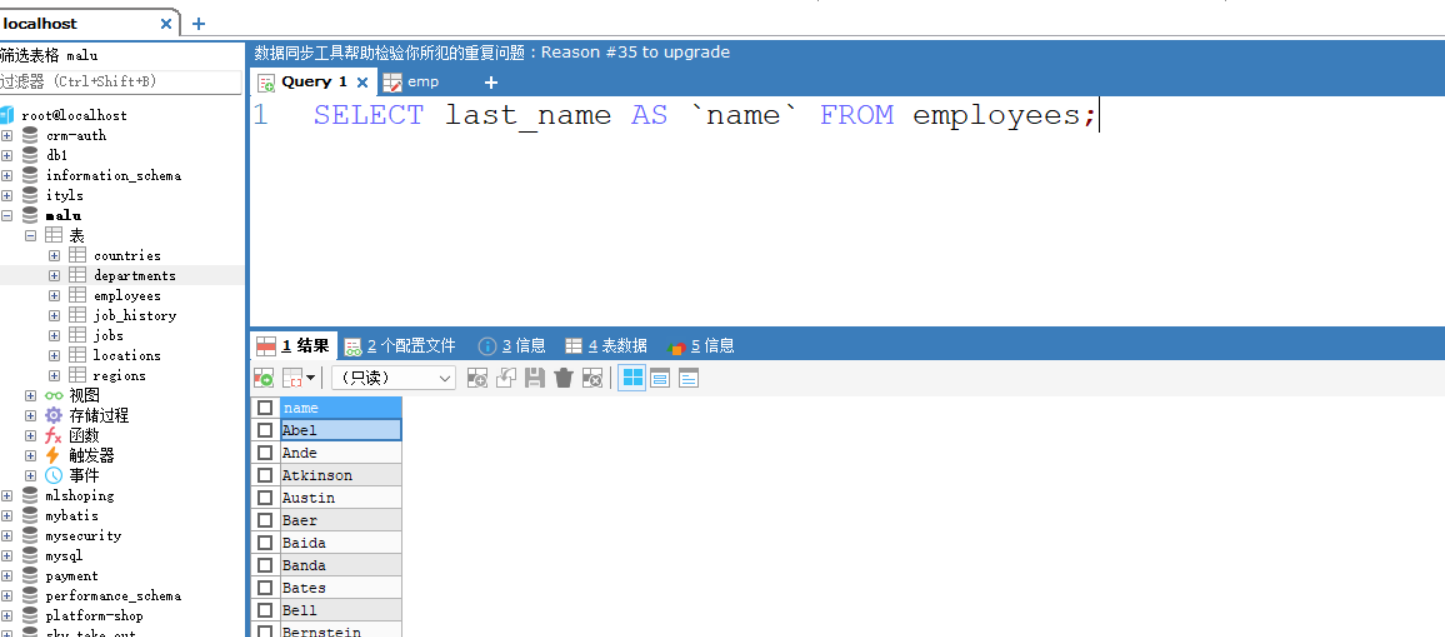 localhost
筛选表格 malu
过滤器 (Ctrl+Shift+B)
root@localhost
crm-auth
db1
information_schema
ityls
malu
表
countries
departments
employees
job_history
jobs
locations
regions
视图
存储过程
函数
触发器
事件
mlshoping
mybatis
mysecurity
mysql
payment
performance_schema
platform-shop
sky_take_out
数据同步工具帮助检验你所犯的重复问题：Reason #35 to upgrade
Query 1 emp
1 SELECT last_name AS `name` FROM employees;
1 结果 2 个配置文件 3 信息 4 表数据 5 信息
(只读)
name
Abel
Ande
Atkinson
Austin
Baer
Baida
Banda
Bates
Bell
Bernstein